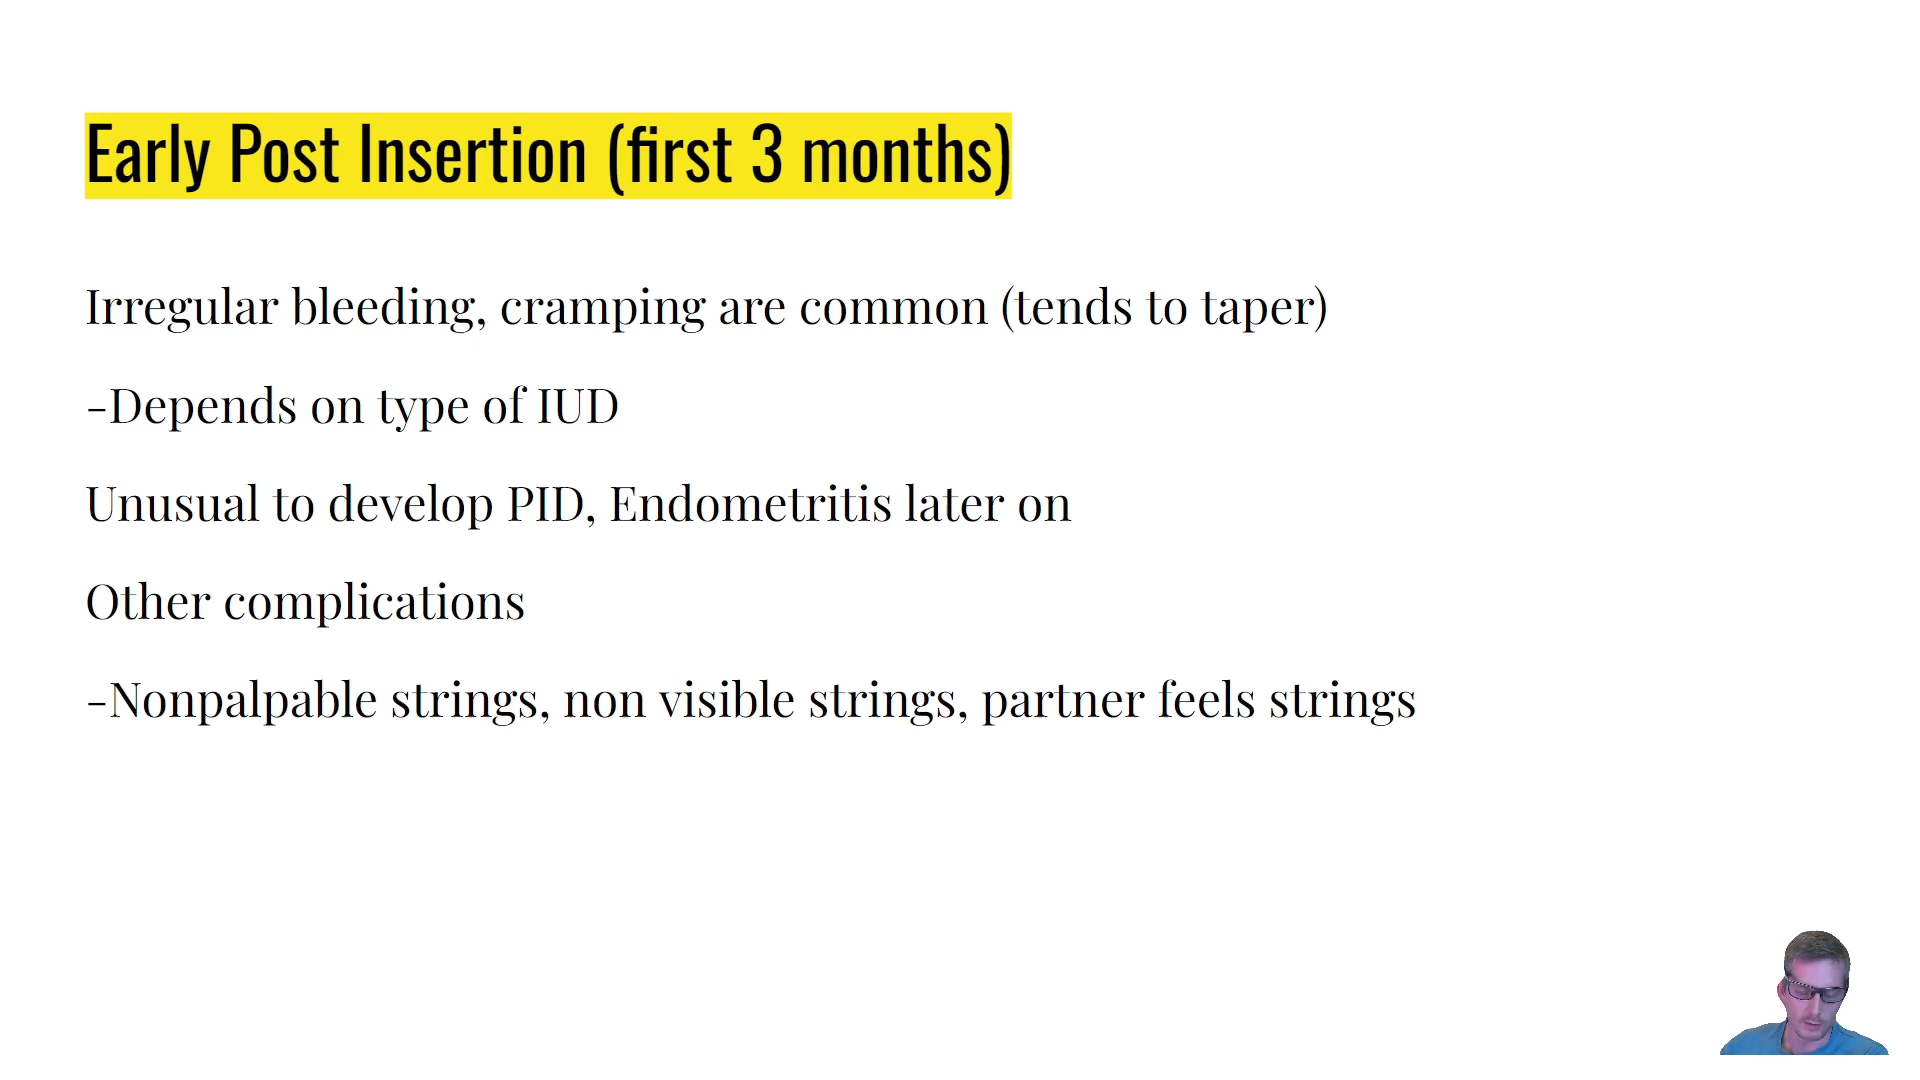 Early Post Insertion (first 3 months)
Irregular bleeding, cramping are common (tends to taper)
-Depends on type of IUD
Unusual to develop PID, Endometritis later on
Other complications
-Nonpalpable strings, non visible strings, partner feels strings